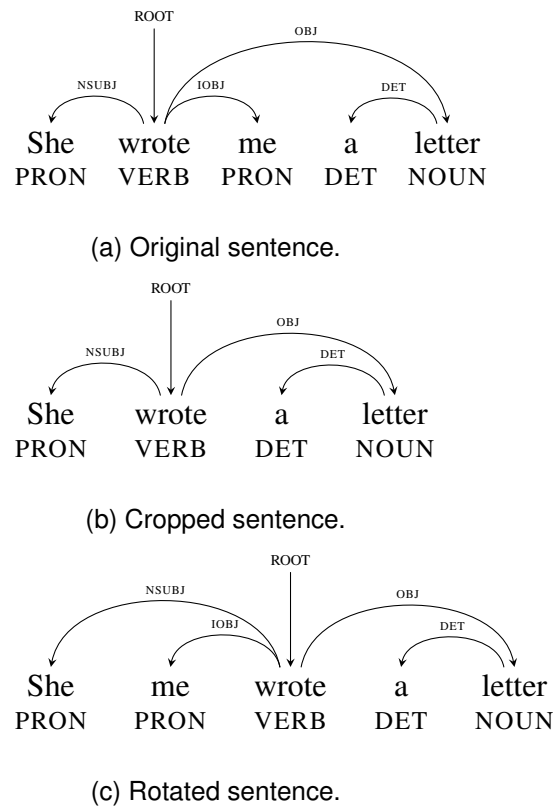 ROOT
OBJ
NSUBJ IOBJ DET
She wrote me a letter
PRON VERB PRON DET NOUN
(a) Original sentence.
ROOT
OBJ
NSUBJ DET
She wrote a letter
PRON VERB DET NOUN
(b) Cropped sentence.
ROOT
NSUBJ OBJ
IOBJ DET
She me wrote a letter
PRON PRON VERB DET NOUN
(c) Rotated sentence.